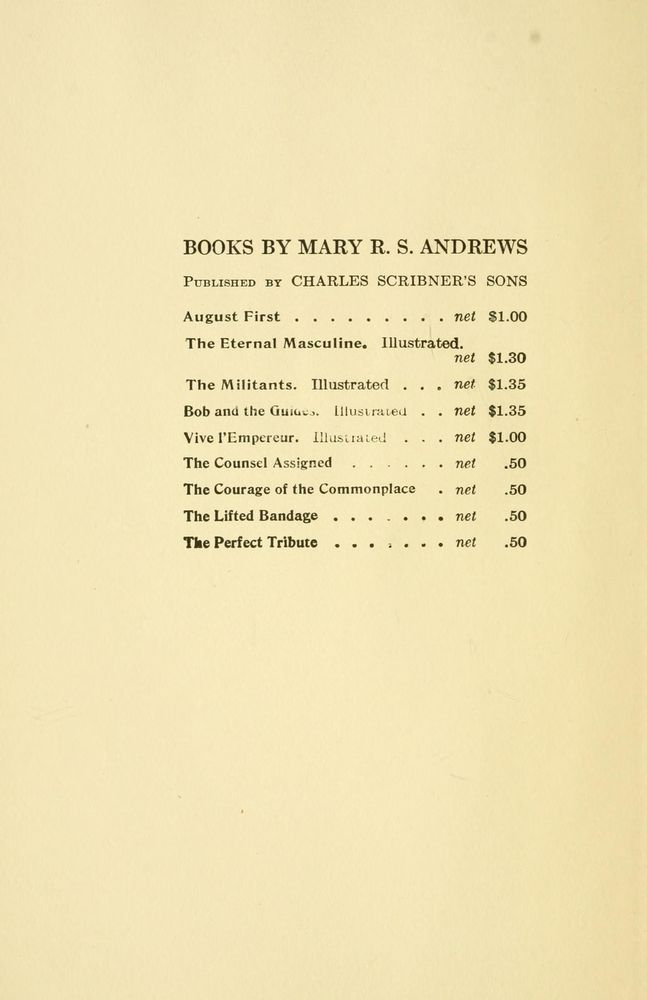 BOOKS BY MARY R. S. ANDREWS
PUBLISHED BY CHARLES SCRIBNER'S SONS
August First . . . . . . . . . net $1.00
The Eternal Masculine. Illustrated.
net $1.30
The Militants. Illustrated . . . net $1.35
Bob and the Guides. Illustrated . . net $1.35
Vive l'Empereur. Illustrated . . . net $1.00
The Counsel Assigned . . . . . . net .50
The Courage of the Commonplace . net .50
The Lifted Bandage . . . . . . . net .50
The Perfect Tribute . . . . . . . net .50